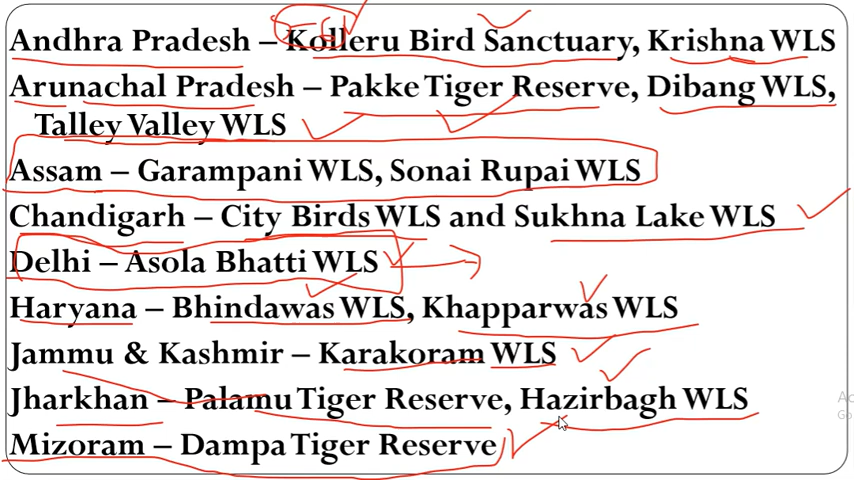 Andhra Pradesh – Kolleru Bird Sanctuary, Krishna WLS
Arunachal Pradesh – Pakke Tiger Reserve, Dibang WLS,
Talley Valley WLS
Assam – Garampani WLS, Sonai Rupai WLS
Chandigarh – City Birds WLS and Sukhna Lake WLS
Delhi – Asola Bhatti WLS
Haryana – Bhindawas WLS, Khapparwas WLS
Jammu & Kashmir – Karakoram WLS
Jharkhan – Palamu Tiger Reserve, Hazirbagh WLS
Mizoram – Dampa Tiger Reserve